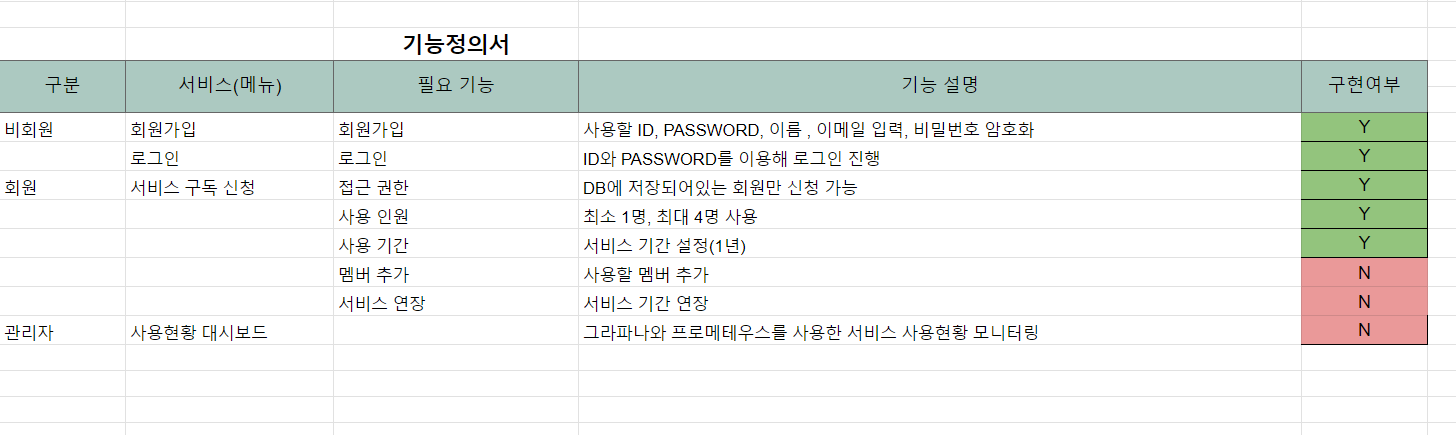 기능정의서
구분 서비스(메뉴) 필요 기능 기능 설명 구현여부
비회원 회원가입 회원가입 사용할 ID, PASSWORD, 이름 , 이메일 입력, 비밀번호 암호화 Y
로그인 로그인 ID와 PASSWORD를 이용해 로그인 진행 Y
회원 서비스 구독 신청 접근 권한 DB에 저장되어있는 회원만 신청 가능 Y
사용 인원 최소 1명, 최대 4명 사용 Y
사용 기간 서비스 기간 설정(1년) Y
멤버 추가 사용할 멤버 추가 N
서비스 연장 서비스 기간 연장 N
관리자 사용현황 대시보드 그라파나와 프로메테우스를 사용한 서비스 사용현황 모니터링 N